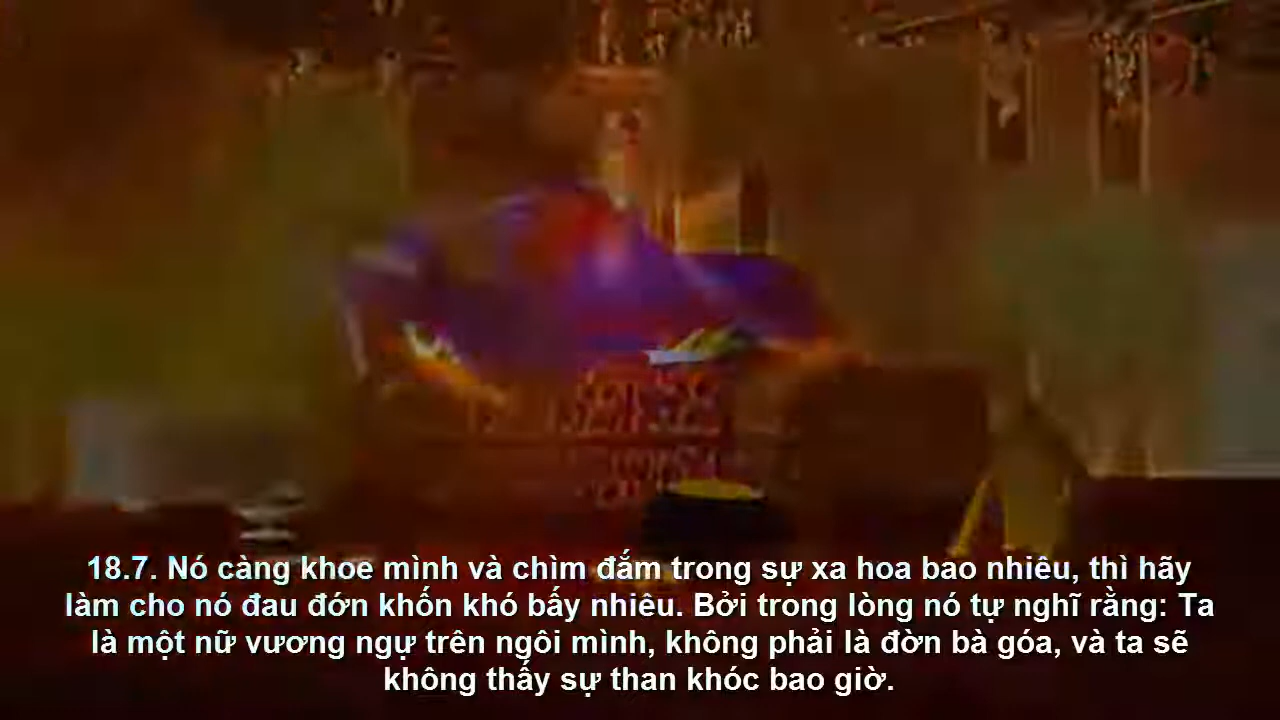 18.7. Nó càng khoe mình và chìm đắm trong sự xa hoa bao nhiêu, thì hãy
làm cho nó đau đớn khốn khó bấy nhiêu. Bởi trong lòng nó tự nghĩ rằng: Ta
là một nữ vương ngự trên ngôi mình, không phải là đờn bà góa, và ta sẽ
không thấy sự than khóc bao giờ.